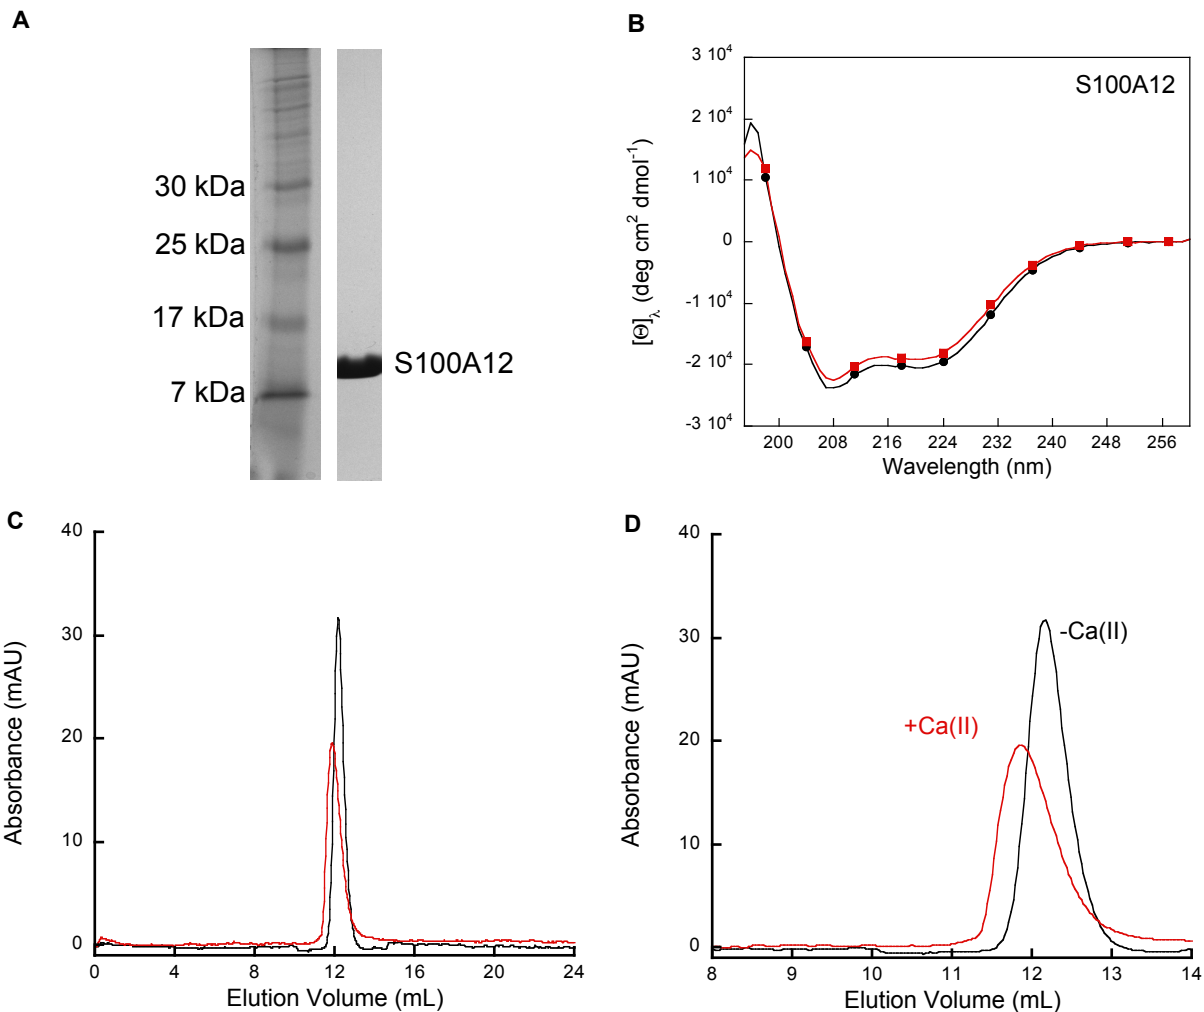 A
30 kDa
25 kDa
17 kDa
7 kDa
S100A12
B
S100A12
3 10⁴
2 10⁴
1 10⁴
0
-1 10⁴
-2 10⁴
-3 10⁴
[Θ]λ (deg cm² dmol⁻¹)
200 208 216 224 232 240 248 256
Wavelength (nm)
C
40
30
20
10
0
Absorbance (mAU)
0 4 8 12 16 20 24
Elution Volume (mL)
D
40
30
20
10
0
Absorbance (mAU)
-Ca(II)
+Ca(II)
8 9 10 11 12 13 14
Elution Volume (mL)